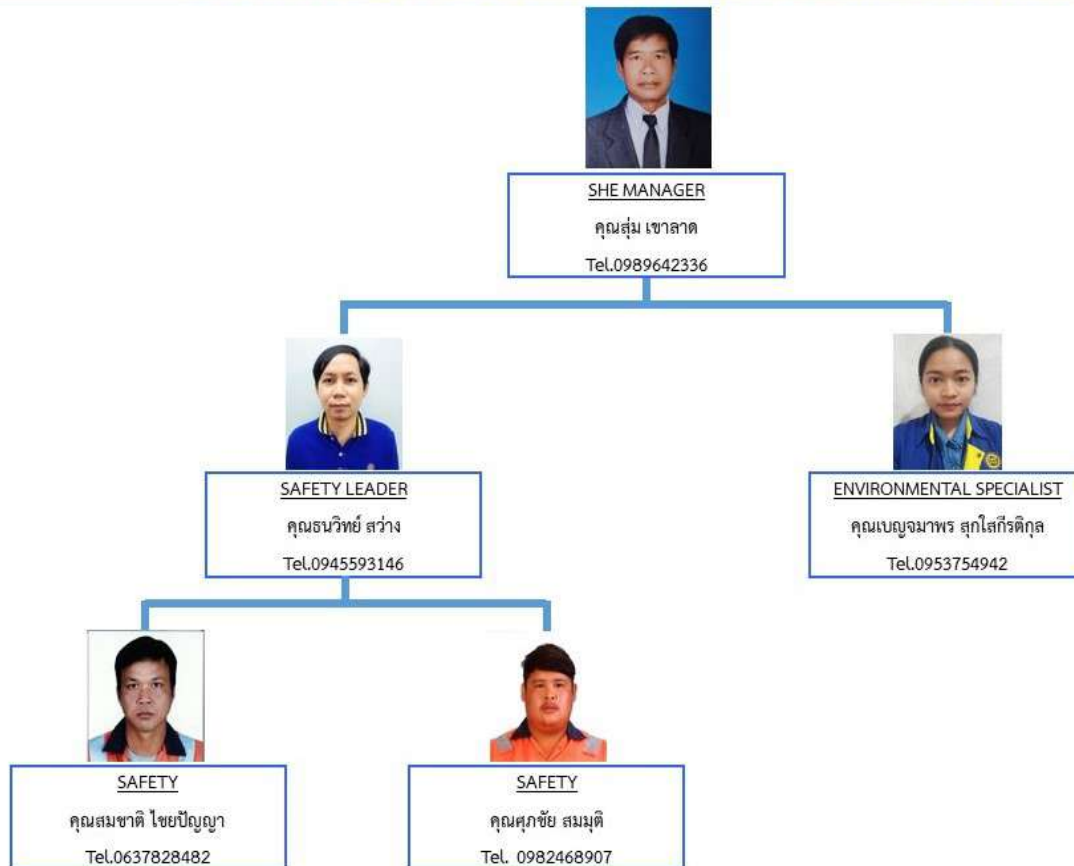 SHE MANAGER
คุณสุ่ม เขาลาด
Tel.0989642336
SAFETY LEADER
คุณธนวิทย์ สว่าง
Tel.0945593146
ENVIRONMENTAL SPECIALIST
คุณเบญจมาพร สุกใสกีรติกุล
Tel.0953754942
SAFETY
คุณสมชาติ ไชยปัญญา
Tel.0637828482
SAFETY
คุณศุภชัย สมมุติ
Tel. 0982468907